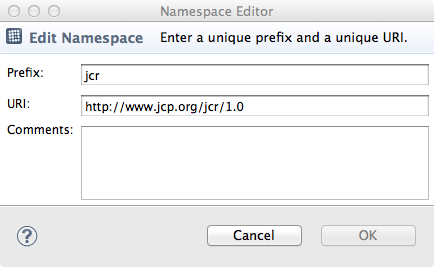 Namespace Editor
Edit Namespace Enter a unique prefix and a unique URI.
Prefix: jcr
URI: http://www.jcp.org/jcr/1.0
Comments:
? Cancel OK